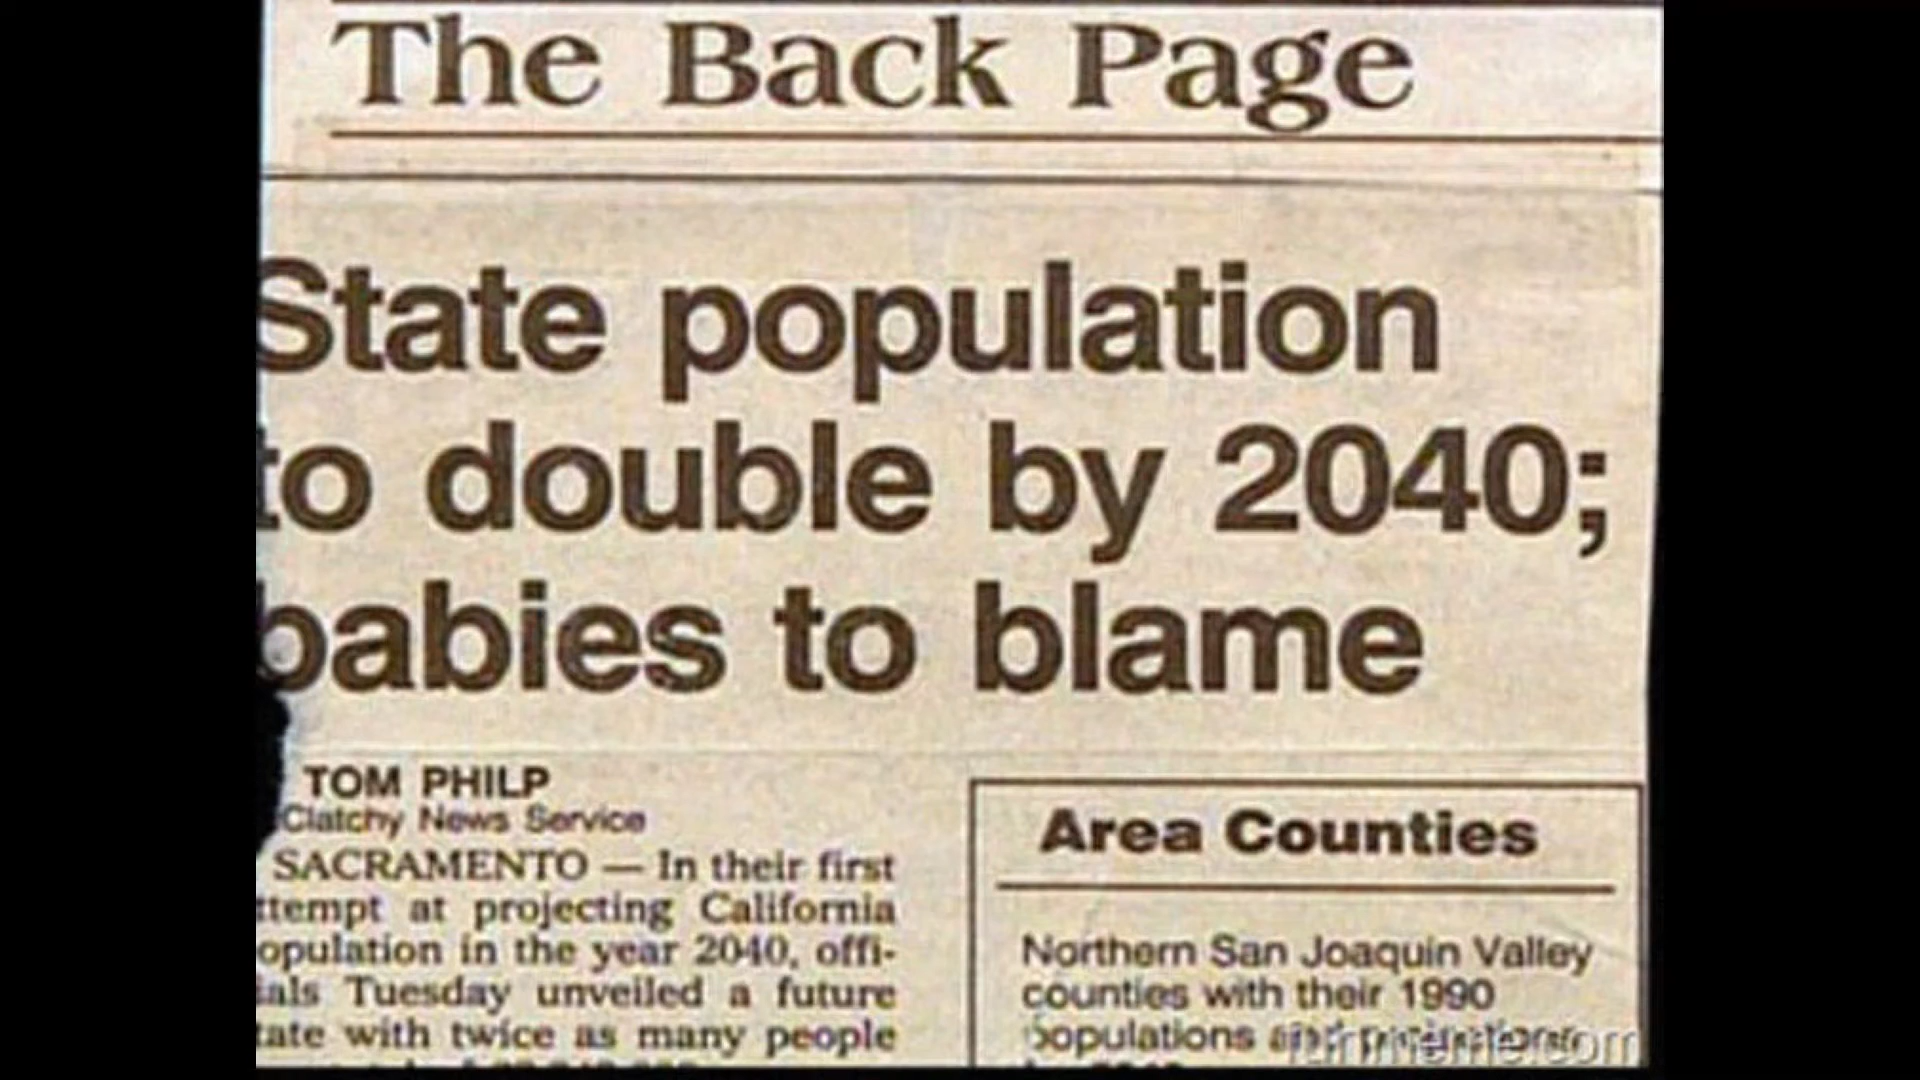 The Back Page
State population
to double by 2040;
babies to blame
TOM PHILP
Clatchy News Service
SACRAMENTO — In their first
ttempt at projecting California
opulation in the year 2040, offi-
ials Tuesday unveiled a future
tate with twice as many people
Area Counties
Northern San Joaquin Valley
counties with their 1990
populations and